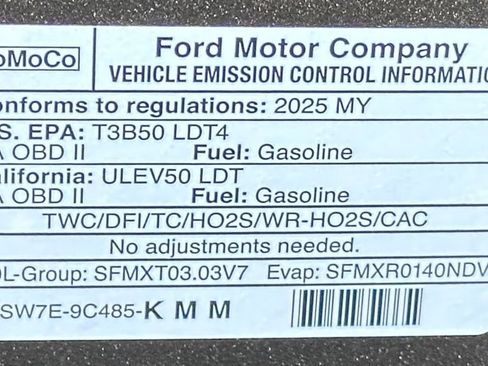 oMoCo
Ford Motor Company
VEHICLE EMISSION CONTROL INFORMATIO
onforms to regulations: 2025 MY
S. EPA: T3B50 LDT4
A OBD II Fuel: Gasoline
alifornia: ULEV50 LDT
A OBD II Fuel: Gasoline
TWC/DFI/TC/HO2S/WR-HO2S/CAC
No adjustments needed.
OL-Group: SFMXT03.03V7 Evap: SFMXR0140NDV
SW7E-9C485-K M M